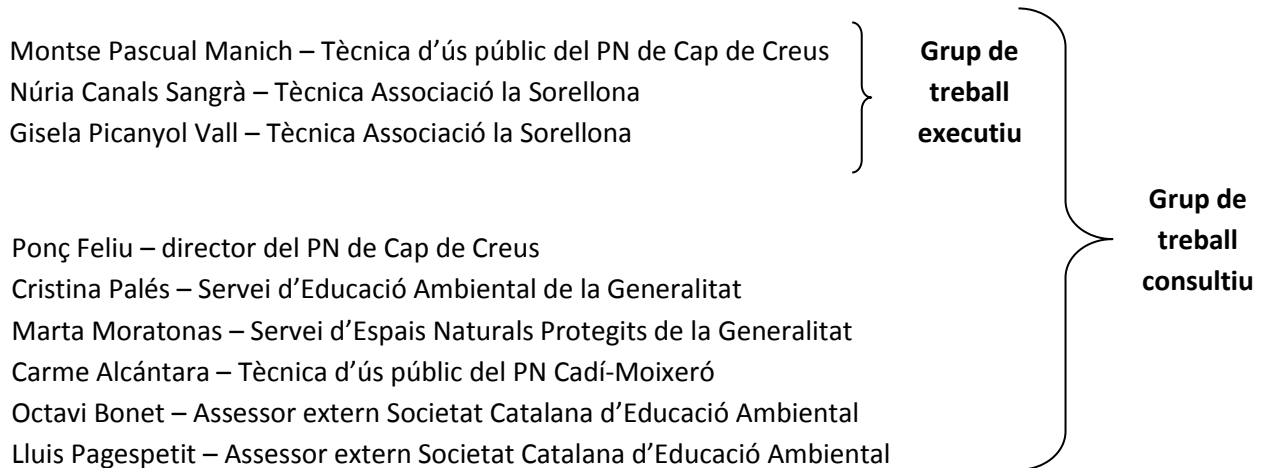 Montse Pascual Manich – Tècnica d'ús públic del PN de Cap de Creus
Núria Canals Sangrà – Tècnica Associació la Sorellona
Gisela Picanyol Vall – Tècnica Associació la Sorellona
Grup de
treball
executiu
Ponç Feliu – director del PN de Cap de Creus
Cristina Palés – Servei d'Educació Ambiental de la Generalitat
Marta Moratonas – Servei d'Espais Naturals Protegits de la Generalitat
Carme Alcántara – Tècnica d'ús públic del PN Cadí-Moixeró
Octavi Bonet – Assessor extern Societat Catalana d'Educació Ambiental
Lluis Pagespetit – Assessor extern Societat Catalana d'Educació Ambiental
Grup de
treball
consultiu